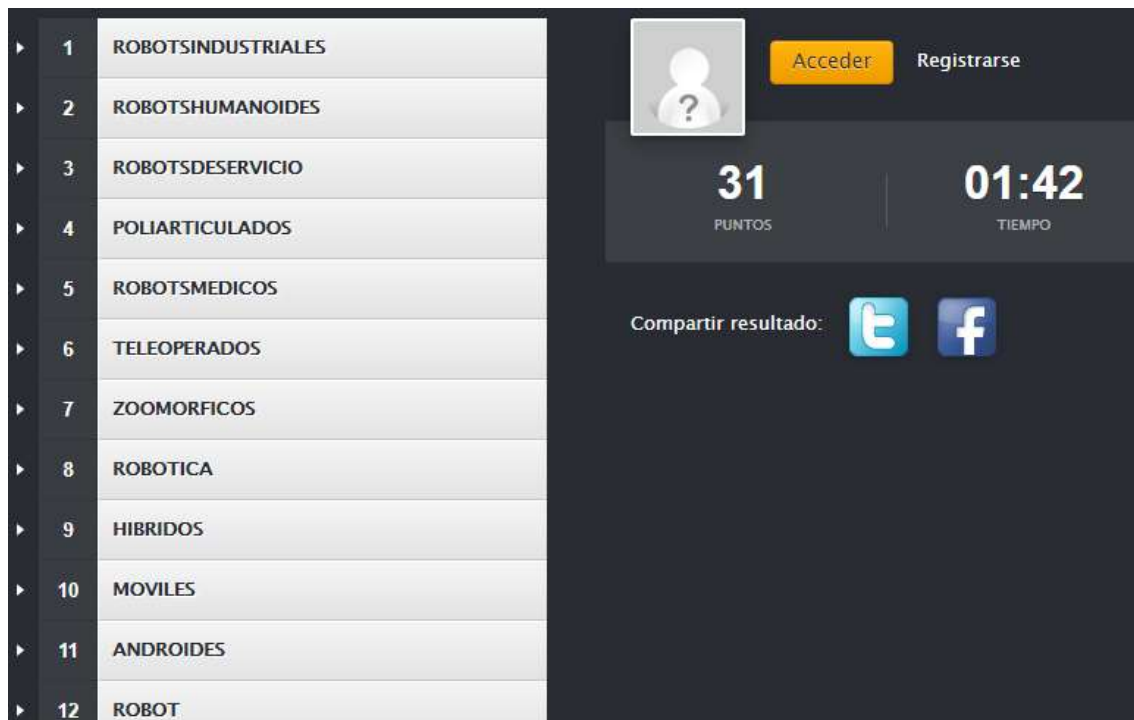 1 ROBOTSINDUSTRIALES
2 ROBOTSHUMANOIDES
3 ROBOTSDESERVICIO
4 POLIARTICULADOS
5 ROBOTSMEDICOS
6 TELEOPERADOS
7 ZOOMORFICOS
8 ROBOTICA
9 HIBRIDOS
10 MOVILES
11 ANDROIDES
12 ROBOT
?
Acceder Registrarse
31 01:42
PUNTOS TIEMPO
Compartir resultado: